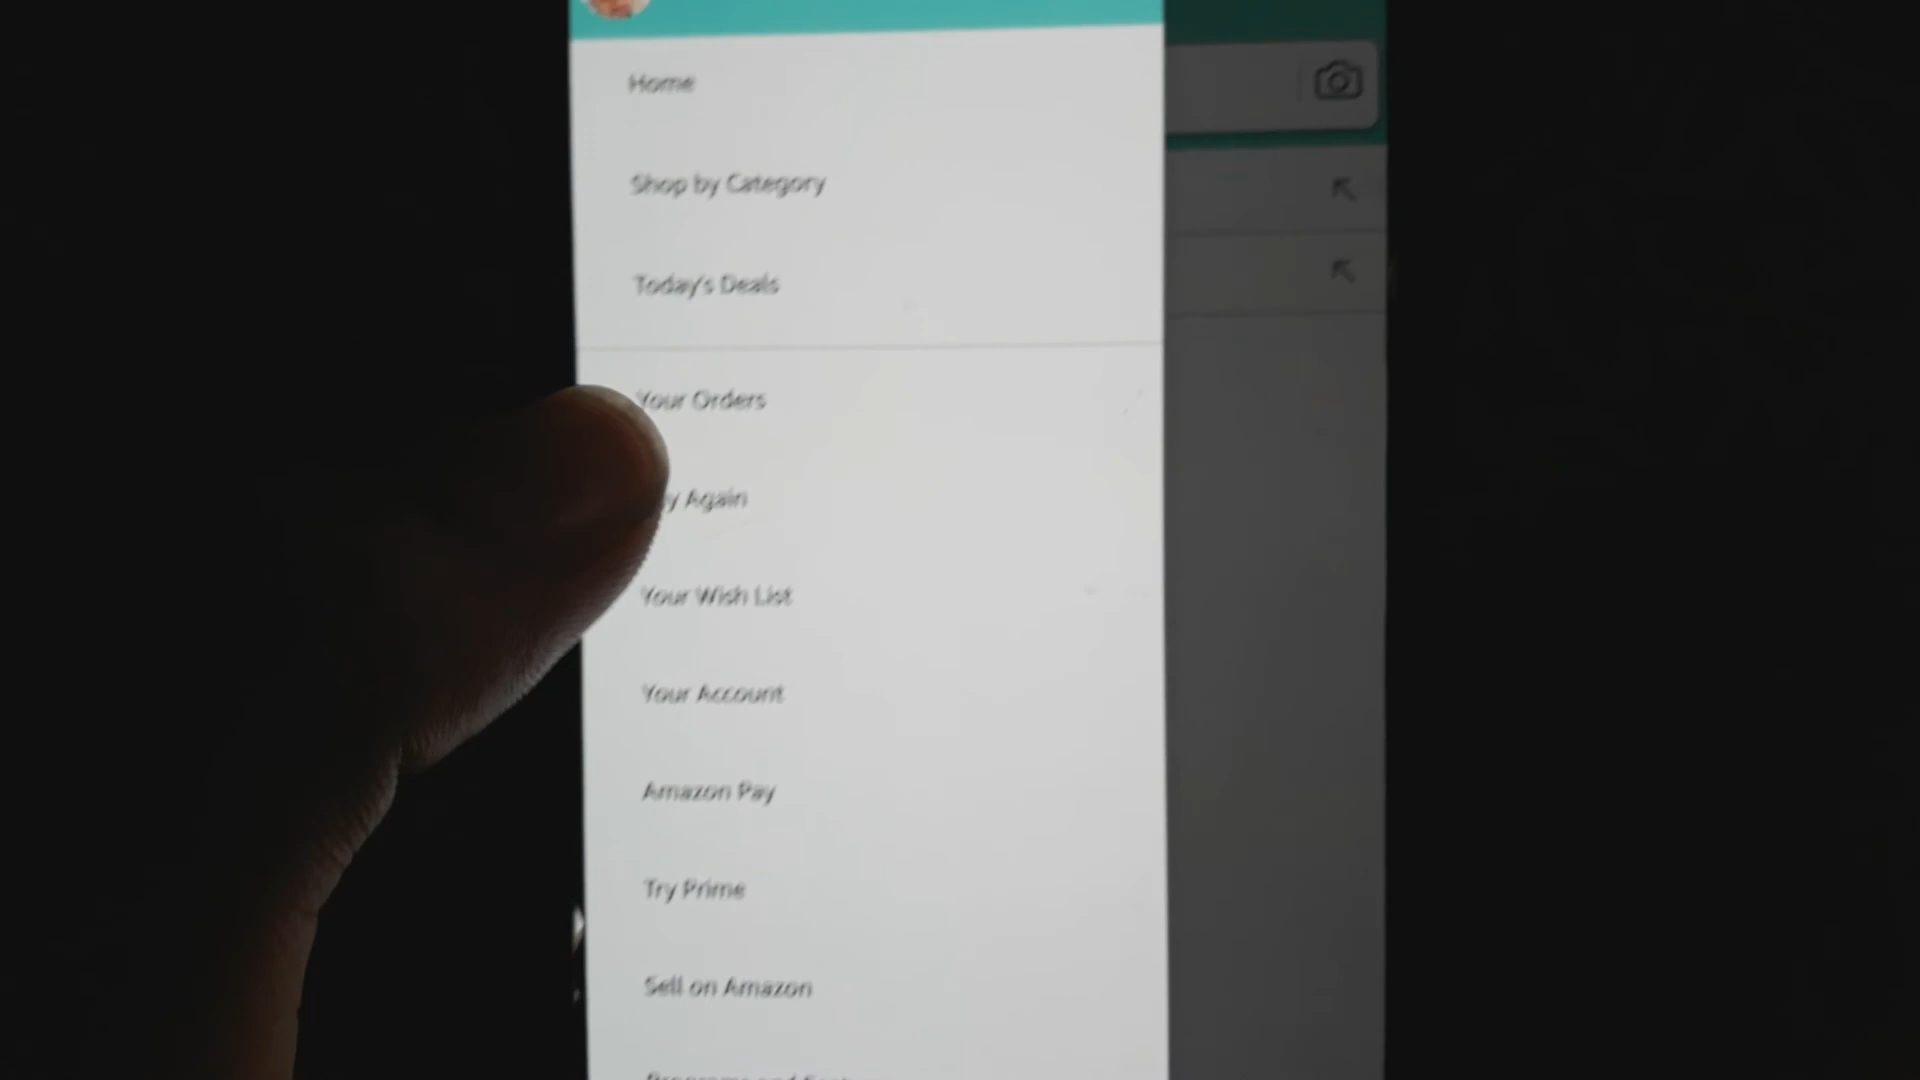 Home
Shop by Category
Today's Deals
Your Orders
y Again
Your Wish List
Your Account
Amazon Pay
Try Prime
Sell on Amazon